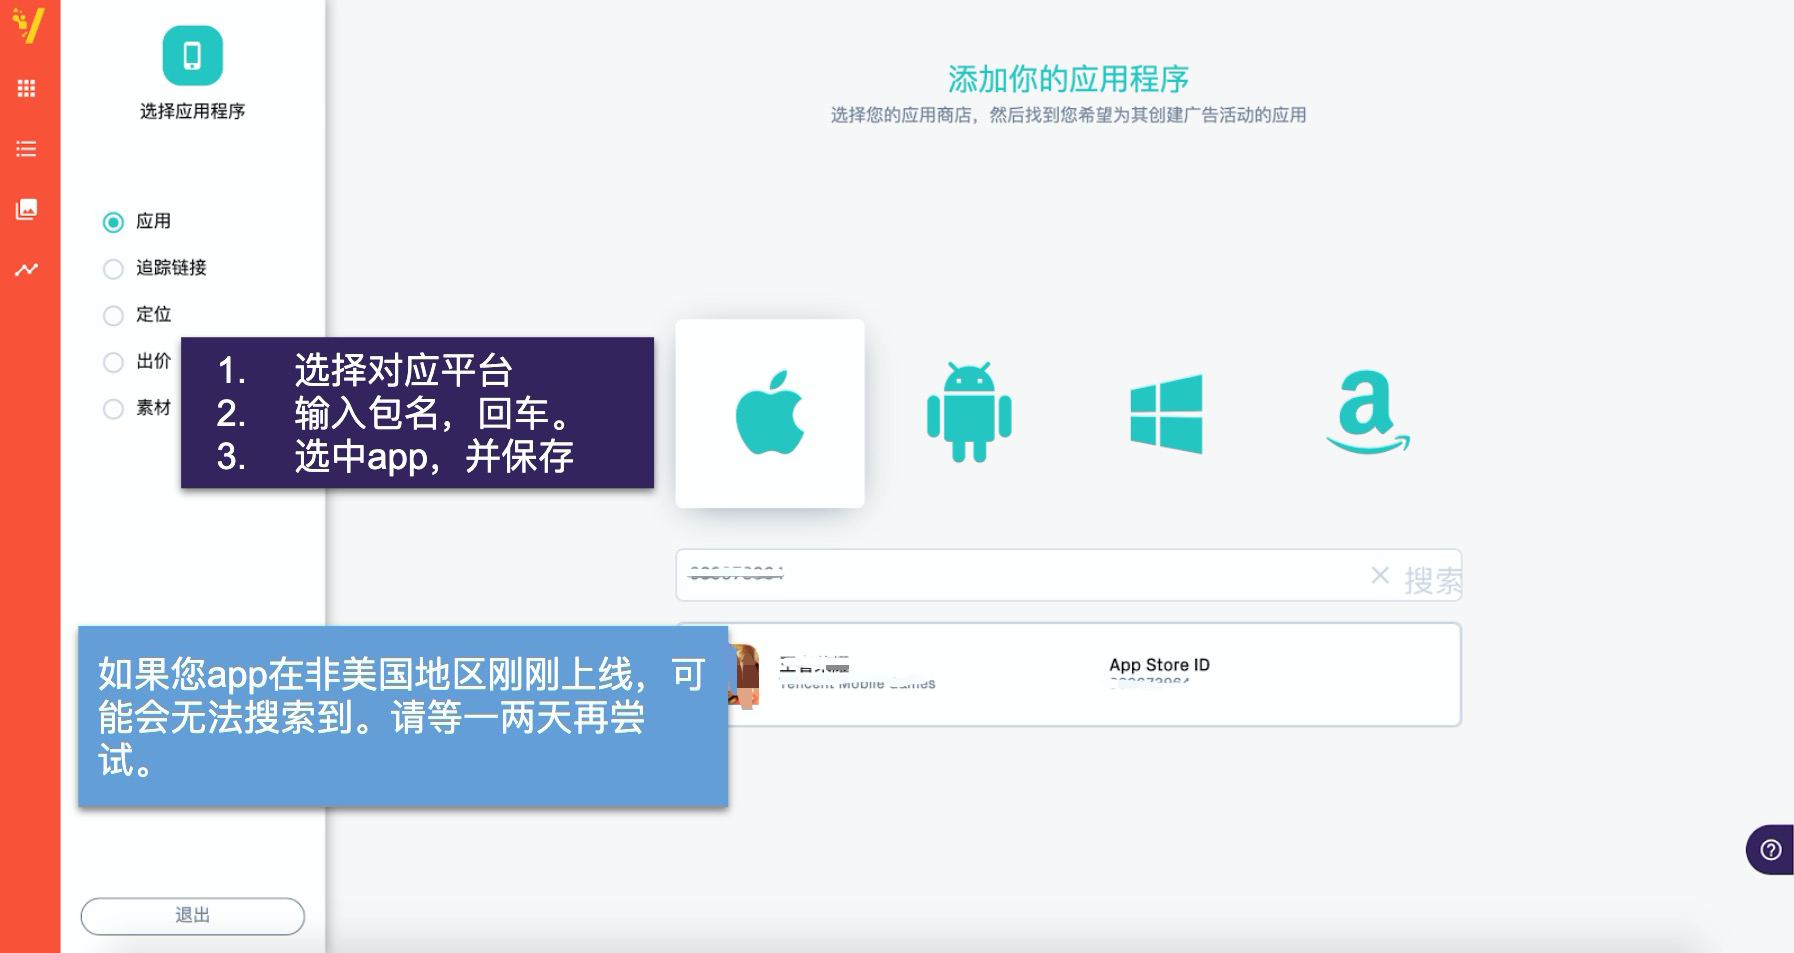 选择应用程序
添加你的应用程序
选择您的应用商店，然后找到您希望为其创建广告活动的应用
应用
追踪链接
定位
出价
素材
1. 选择对应平台
2. 输入包名，回车。
3. 选中app，并保存
搜索
App Store ID
Tencent Mobile Games
如果您app在非美国地区刚刚上线，可
能会无法搜索到。请等一两天再尝
试。
退出